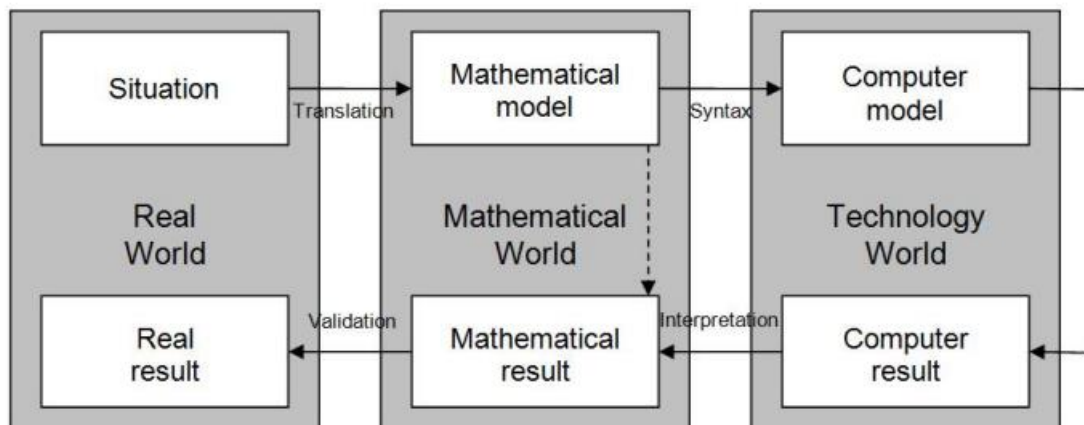 Situation
Translation
Mathematical
model
Syntax
Computer
model
Real
World
Mathematical
World
Technology
World
Real
result
Validation
Mathematical
result
Interpretation
Computer
result